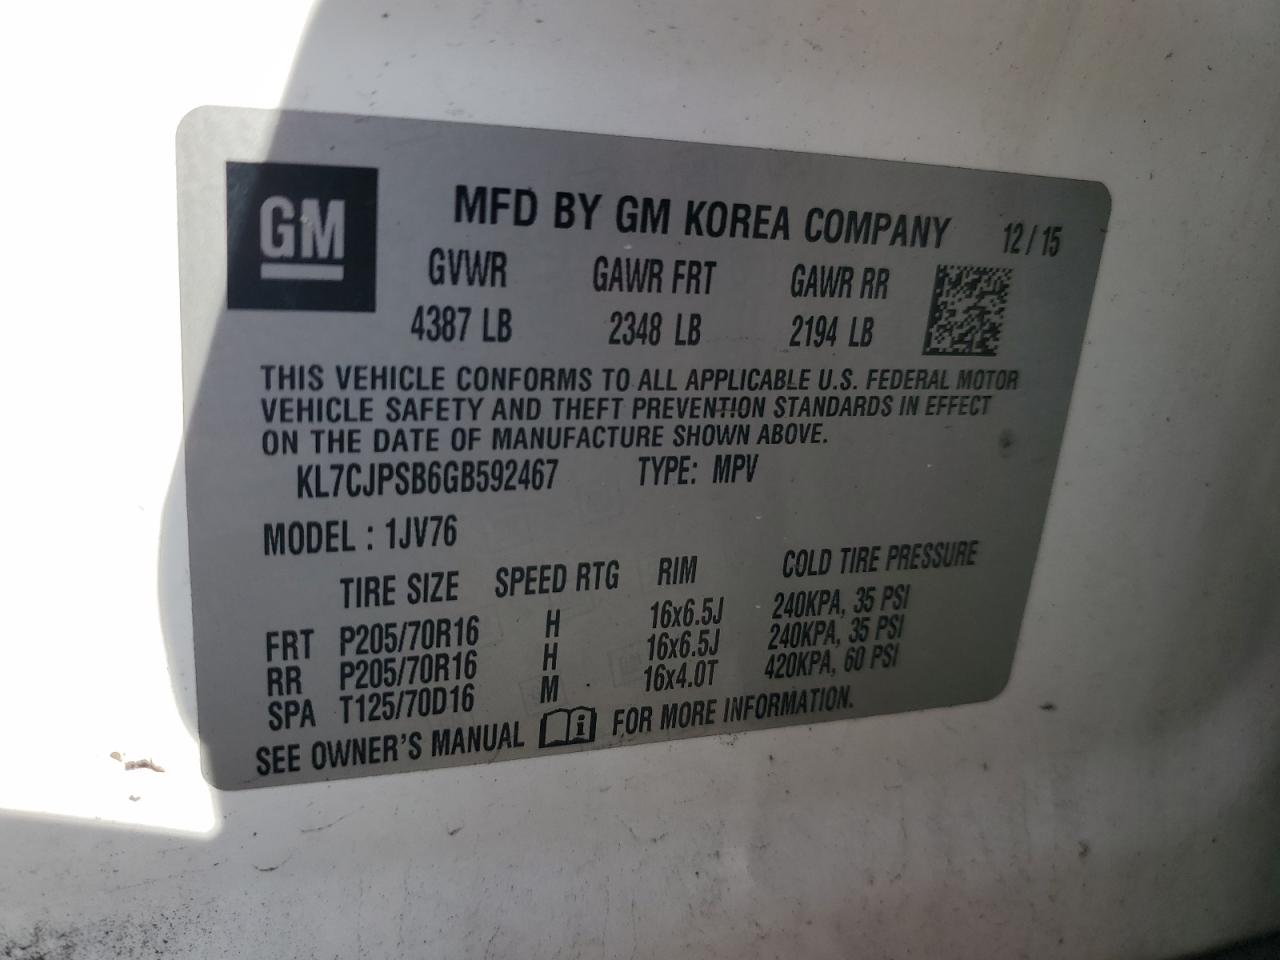 GM
MFD BY GM KOREA COMPANY 12/15
GVWR GAWR FRT GAWR RR
4387 LB 2348 LB 2194 LB
THIS VEHICLE CONFORMS TO ALL APPLICABLE U.S. FEDERAL MOTOR
VEHICLE SAFETY AND THEFT PREVENTION STANDARDS IN EFFECT
ON THE DATE OF MANUFACTURE SHOWN ABOVE.
KL7CJPSB6GB592467 TYPE: MPV
MODEL : 1JV76
TIRE SIZE SPEED RTG RIM COLD TIRE PRESSURE
FRT P205/70R16 H 16x6.5J 240KPA, 35 PSI
RR P205/70R16 H 16x6.5J 240KPA, 35 PSI
SPA T125/70D16 M 16x4.0T 420KPA, 60 PSI
SEE OWNER'S MANUAL i FOR MORE INFORMATION.